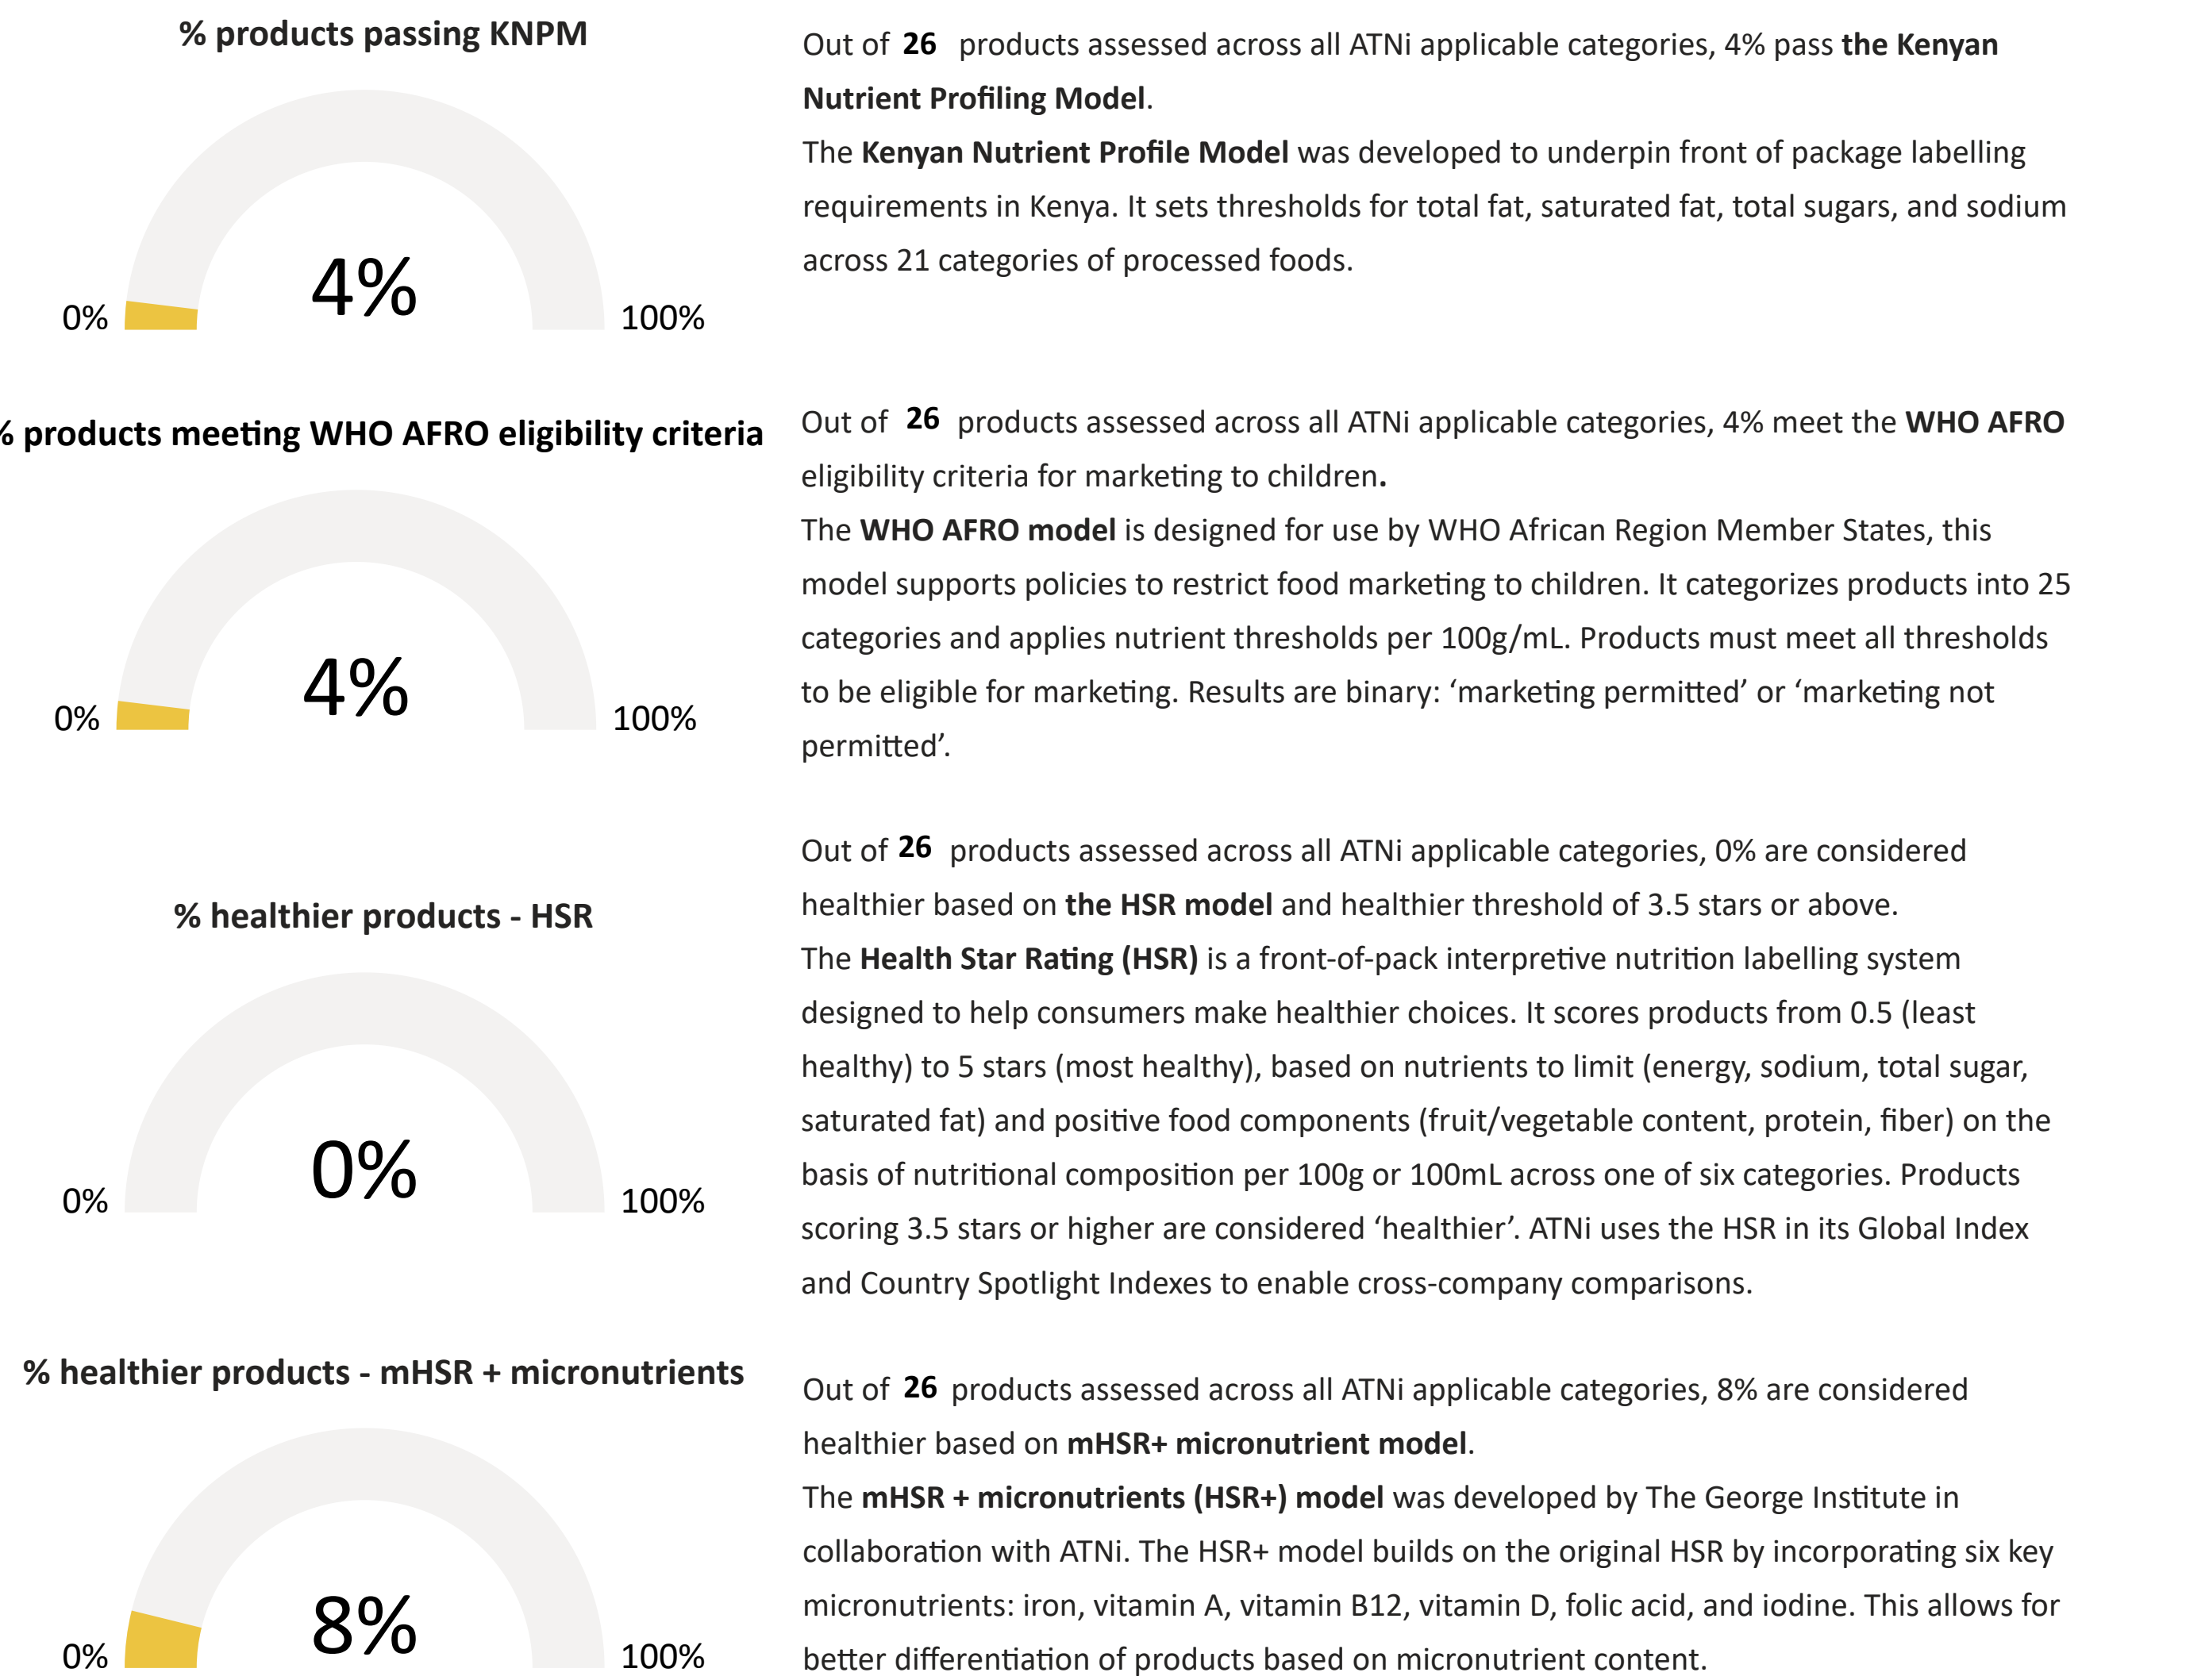 % products passing KNPM
4%
0%
100%
Out of 26 products assessed across all ATNi applicable categories, 4% pass the Kenyan
Nutrient Profiling Model.
The Kenyan Nutrient Profile Model was developed to underpin front of package labelling
requirements in Kenya. It sets thresholds for total fat, saturated fat, total sugars, and sodium
across 21 categories of processed foods.
% products meeting WHO AFRO eligibility criteria
4%
0%
100%
Out of 26 products assessed across all ATNi applicable categories, 4% meet the WHO AFRO
eligibility criteria for marketing to children.
The WHO AFRO model is designed for use by WHO African Region Member States, this
model supports policies to restrict food marketing to children. It categorizes products into 25
categories and applies nutrient thresholds per 100g/mL. Products must meet all thresholds
to be eligible for marketing. Results are binary: ‘marketing permitted’ or ‘marketing not
permitted’.
% healthier products - HSR
0%
0%
100%
Out of 26 products assessed across all ATNi applicable categories, 0% are considered
healthier based on the HSR model and healthier threshold of 3.5 stars or above.
The Health Star Rating (HSR) is a front-of-pack interpretive nutrition labelling system
designed to help consumers make healthier choices. It scores products from 0.5 (least
healthy) to 5 stars (most healthy), based on nutrients to limit (energy, sodium, total sugar,
saturated fat) and positive food components (fruit/vegetable content, protein, fiber) on the
basis of nutritional composition per 100g or 100mL across one of six categories. Products
scoring 3.5 stars or higher are considered ‘healthier’. ATNi uses the HSR in its Global Index
and Country Spotlight Indexes to enable cross-company comparisons.
% healthier products - mHSR + micronutrients
8%
0%
100%
Out of 26 products assessed across all ATNi applicable categories, 8% are considered
healthier based on mHSR+ micronutrient model.
The mHSR + micronutrients (HSR+) model was developed by The George Institute in
collaboration with ATNi. The HSR+ model builds on the original HSR by incorporating six key
micronutrients: iron, vitamin A, vitamin B12, vitamin D, folic acid, and iodine. This allows for
better differentiation of products based on micronutrient content.